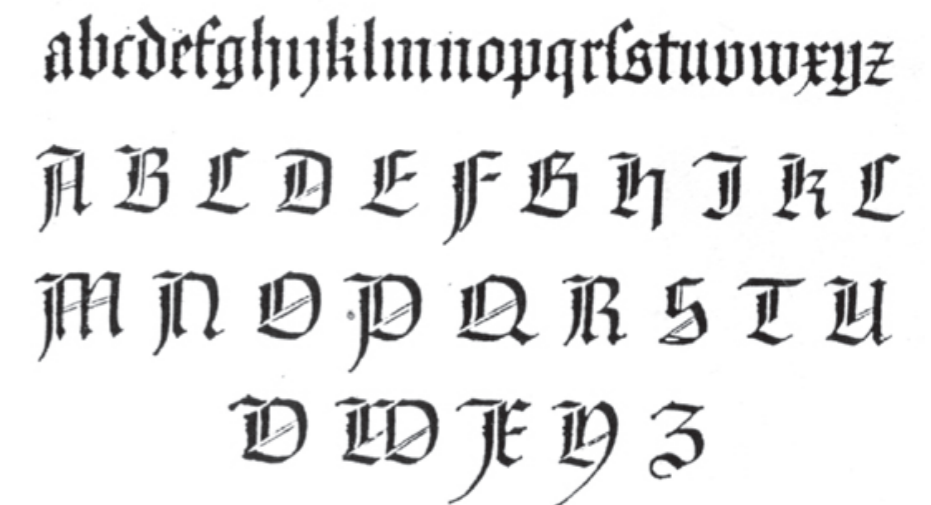 abcdefghijklmnopqrſstuvwxyz
A B C D E F G H I K L
M N O P Q R S T U
V W X Y Z